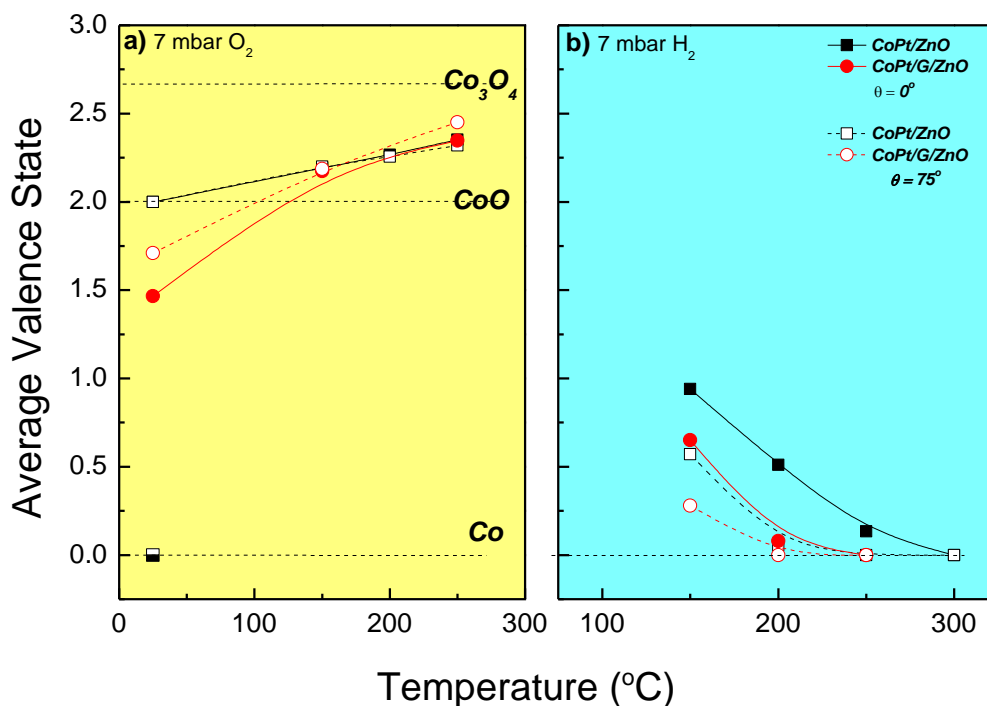 a) 7 mbar O₂
Co₃O₄
CoO
Co
b) 7 mbar H₂
CoPt/ZnO
CoPt/G/ZnO
θ = 0°
CoPt/ZnO
CoPt/G/ZnO
θ = 75°
3.0
2.5
2.0
1.5
1.0
0.5
0.0
0 100 200 300
100 200 300
Average Valence State
Temperature (°C)